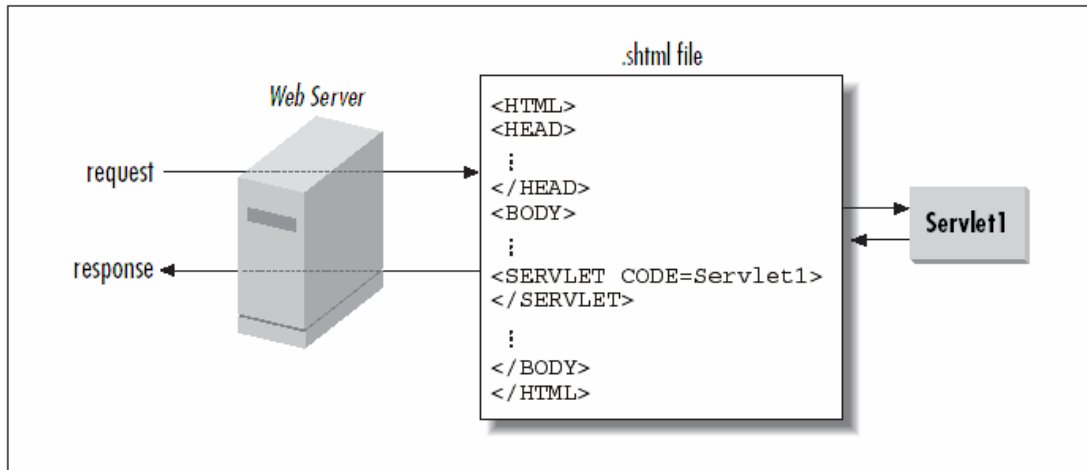 .shtml file
Web Server
request
response
<HTML>
<HEAD>
</HEAD>
<BODY>
<SERVLET CODE=Servlet1>
</SERVLET>
</BODY>
</HTML>
Servlet1